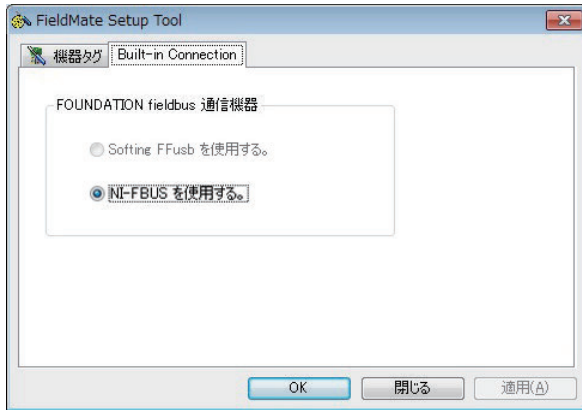 FieldMate Setup Tool
機器タグ Built-in Connection
FOUNDATION fieldbus 通信機器
Softing FFusb を使用する。
NI-FBUS を使用する。
OK 閉じる 適用(A)